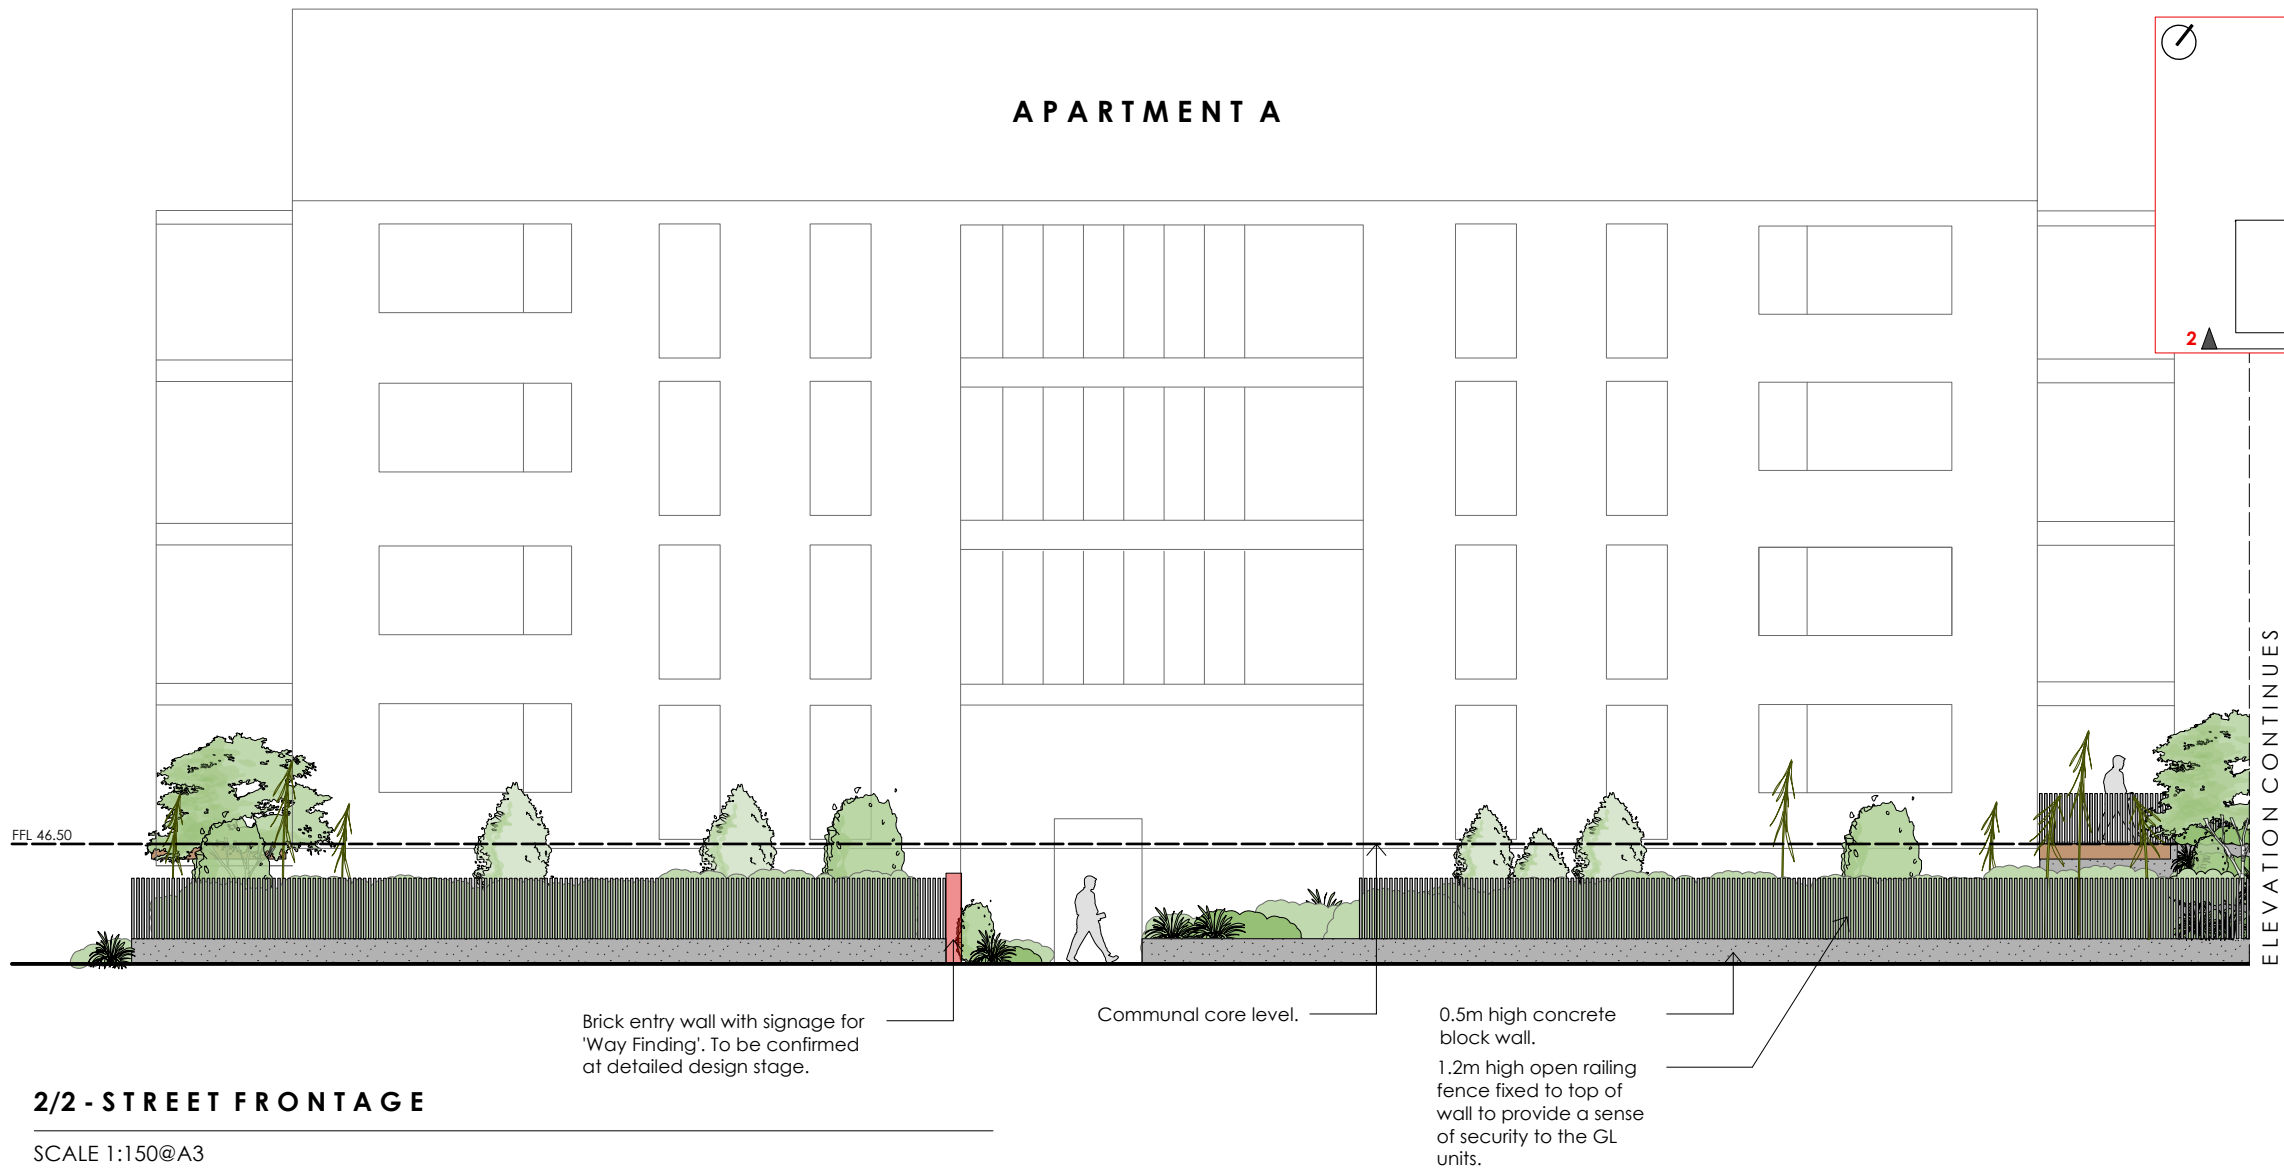 APARTMENT A
2
ELEVATION CONTINUES
FFL 46.50
Brick entry wall with signage for
'Way Finding'. To be confirmed
at detailed design stage.
Communal core level.
0.5m high concrete
block wall.
1.2m high open railing
fence fixed to top of
wall to provide a sense
of security to the GL
units.
2/2 - STREET FRONTAGE
SCALE 1:150@A3